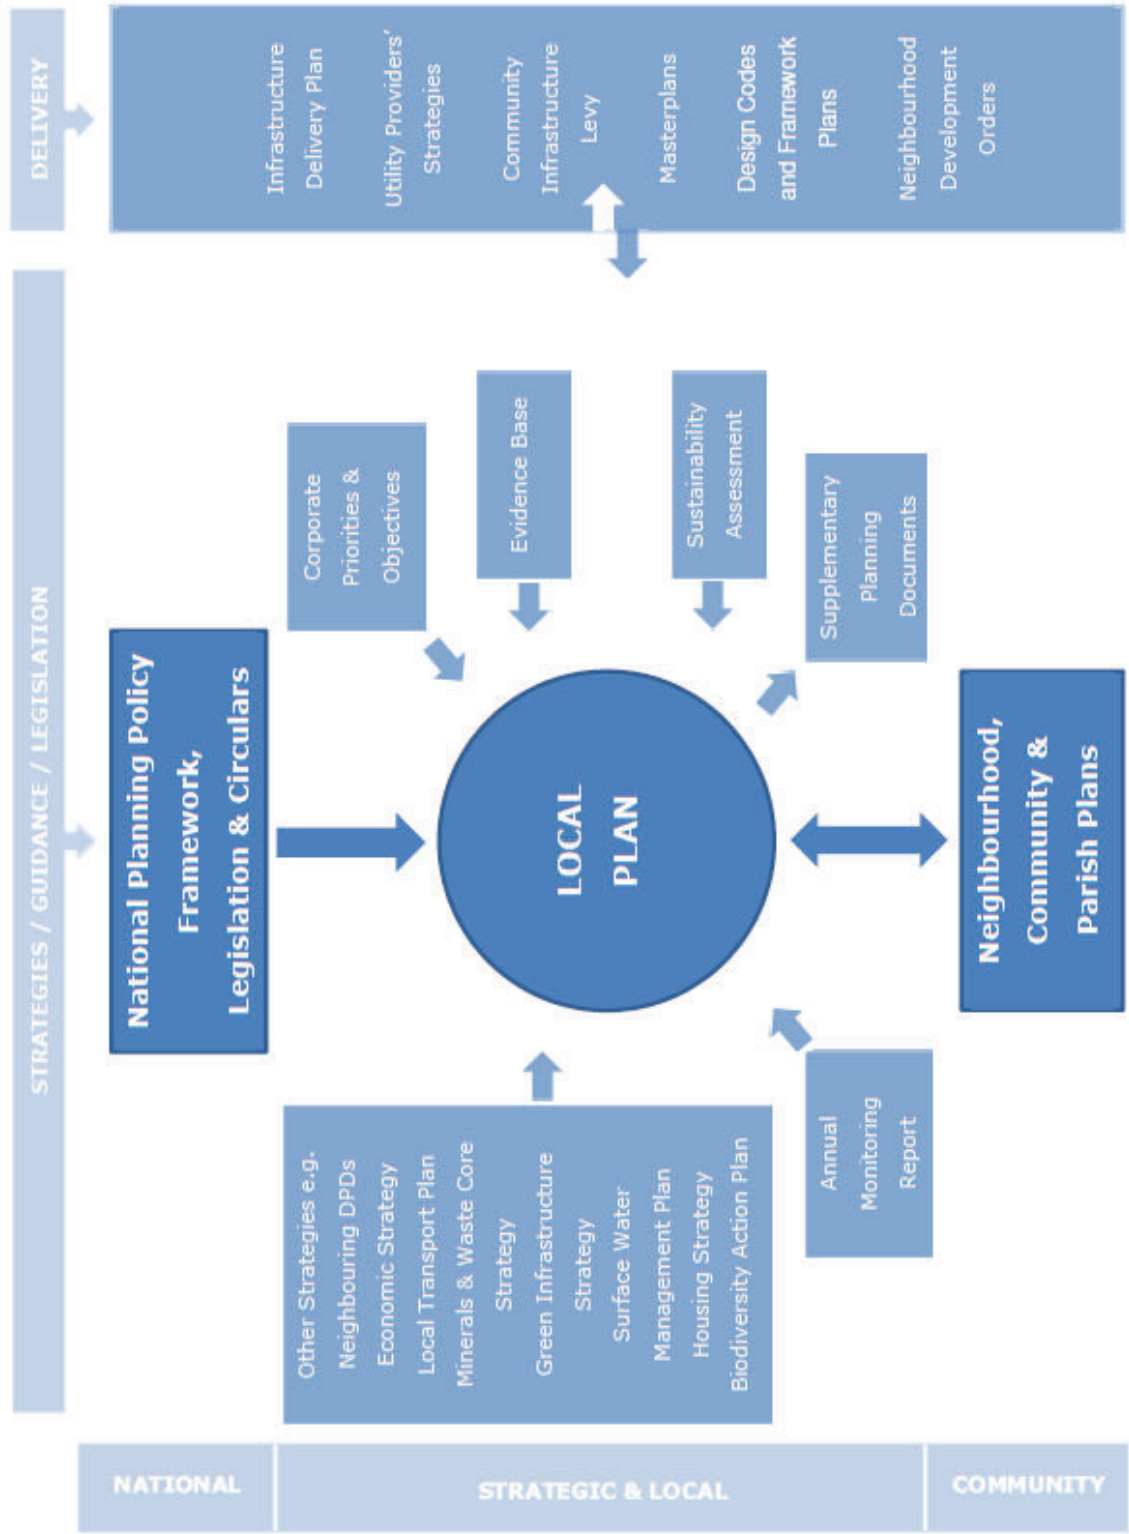 STRATEGIES / GUIDANCE / LEGISLATION
DELIVERY
NATIONAL
National Planning Policy
Framework,
Legislation & Circulars
STRATEGIC & LOCAL
Other Strategies e.g.
Neighbouring DPDs
Economic Strategy
Local Transport Plan
Minerals & Waste Core
Strategy
Green Infrastructure
Strategy
Surface Water
Management Plan
Housing Strategy
Biodiversity Action Plan
LOCAL
PLAN
Corporate
Priorities &
Objectives
Evidence Base
Sustainability
Assessment
Annual
Monitoring
Report
Supplementary
Planning
Documents
COMMUNITY
Neighbourhood,
Community &
Parish Plans
Infrastructure
Delivery Plan
Utility Providers’
Strategies
Community
Infrastructure
Levy
Masterplans
Design Codes
and Framework
Plans
Neighbourhood
Development
Orders